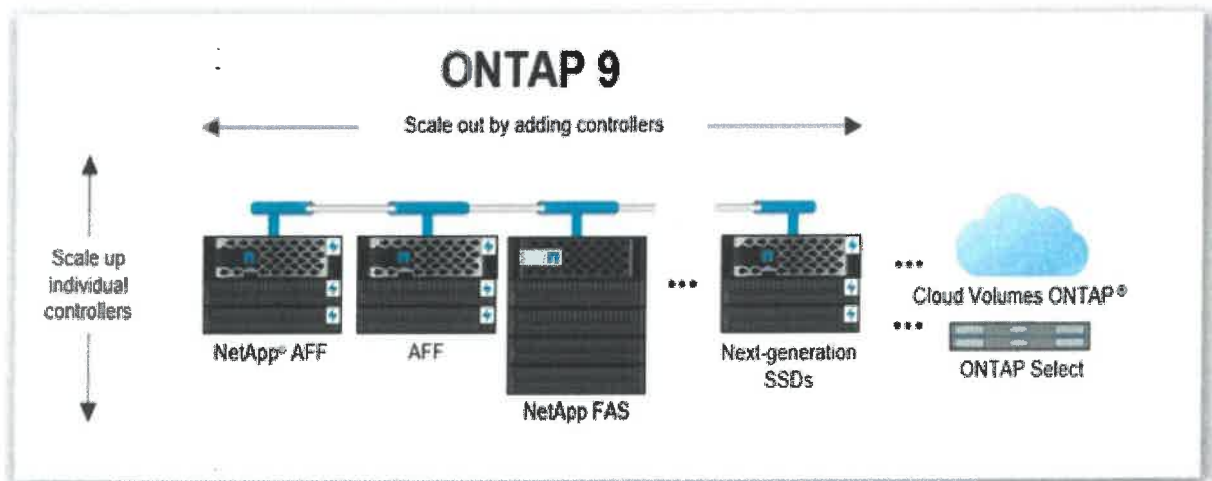 ONTAP 9
Scale out by adding controllers
Scale up
individual
controllers
NetApp® AFF
AFF
NetApp FAS
Next-generation
SSDs
Cloud Volumes ONTAP®
ONTAP Select